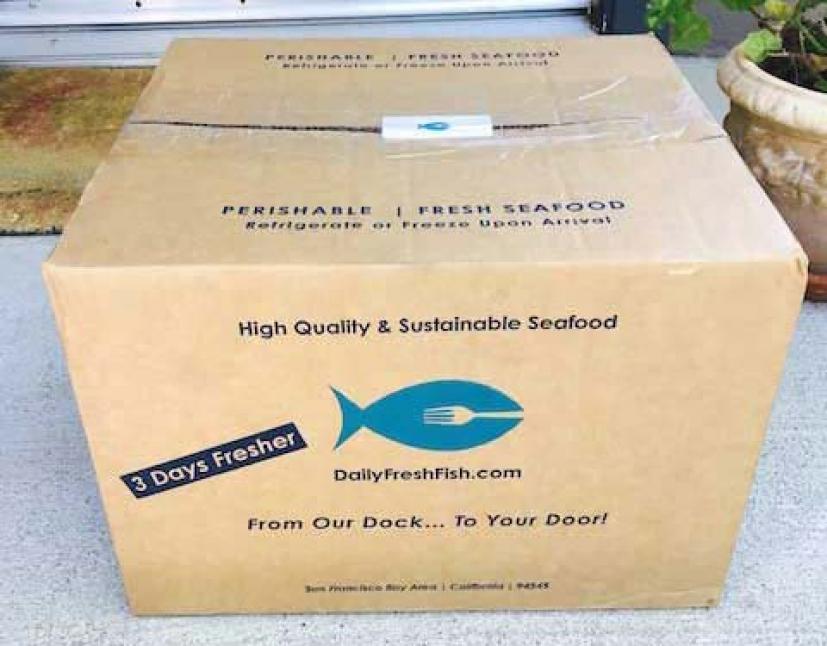 PERISHABLE | FRESH SEAFOOD
Refrigerate or Freeze Upon Arrival
PERISHABLE | FRESH SEAFOOD
Refrigerate or Freeze Upon Arrival
High Quality & Sustainable Seafood
3 Days Fresher
DailyFreshFish.com
From Our Dock... To Your Door!
San Francisco Bay Area | California | 94545